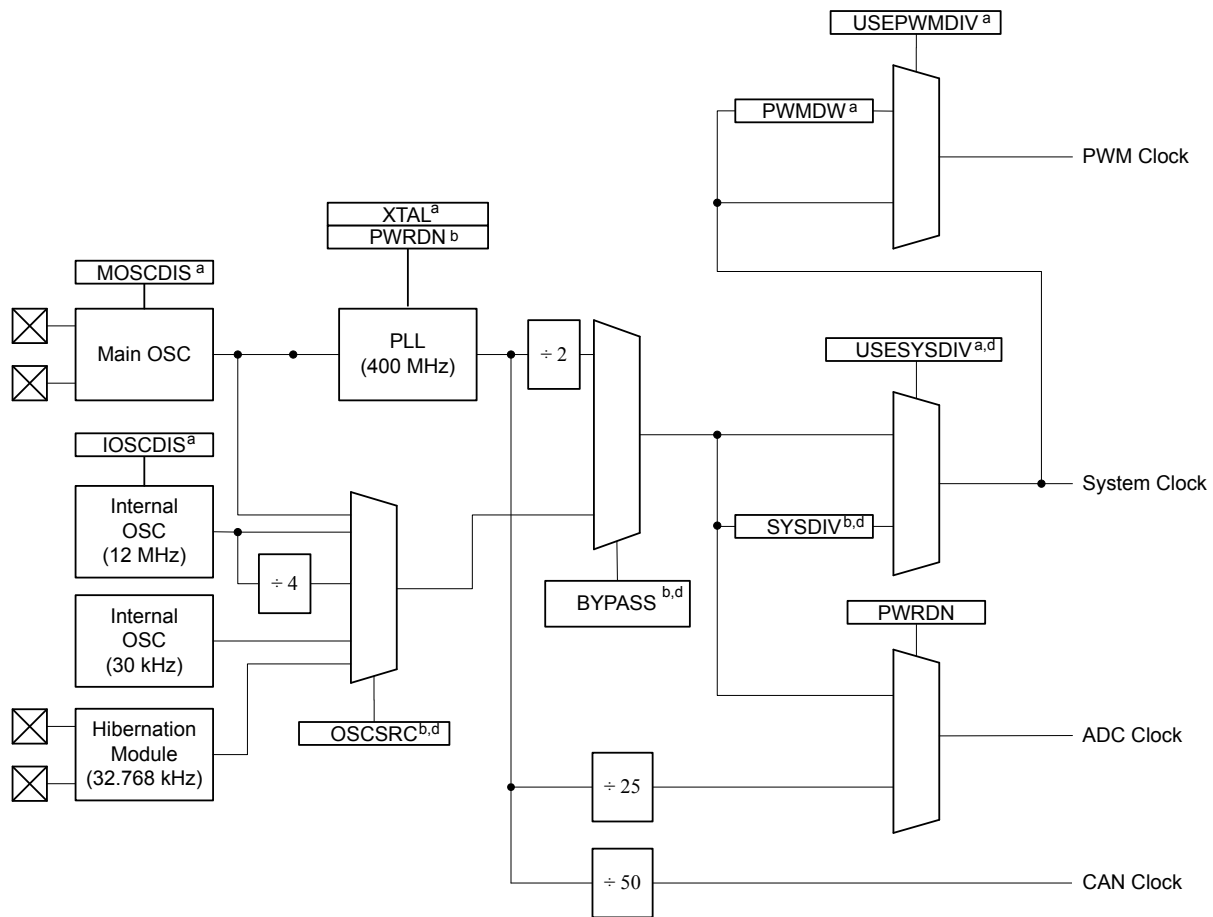 USEPWMDIV a
PWMDW a
PWM Clock
XTAL a
PWRDN b
MOSCDIS a
Main OSC
PLL
(400 MHz)
÷ 2
USESYSDIV a,d
IOSCDIS a
Internal
OSC
(12 MHz)
÷ 4
System Clock
SYSDIV b,d
BYPASS b,d
Internal
OSC
(30 kHz)
PWRDN
Hibernation
Module
(32.768 kHz)
OSCSRC b,d
ADC Clock
÷ 25
÷ 50
CAN Clock